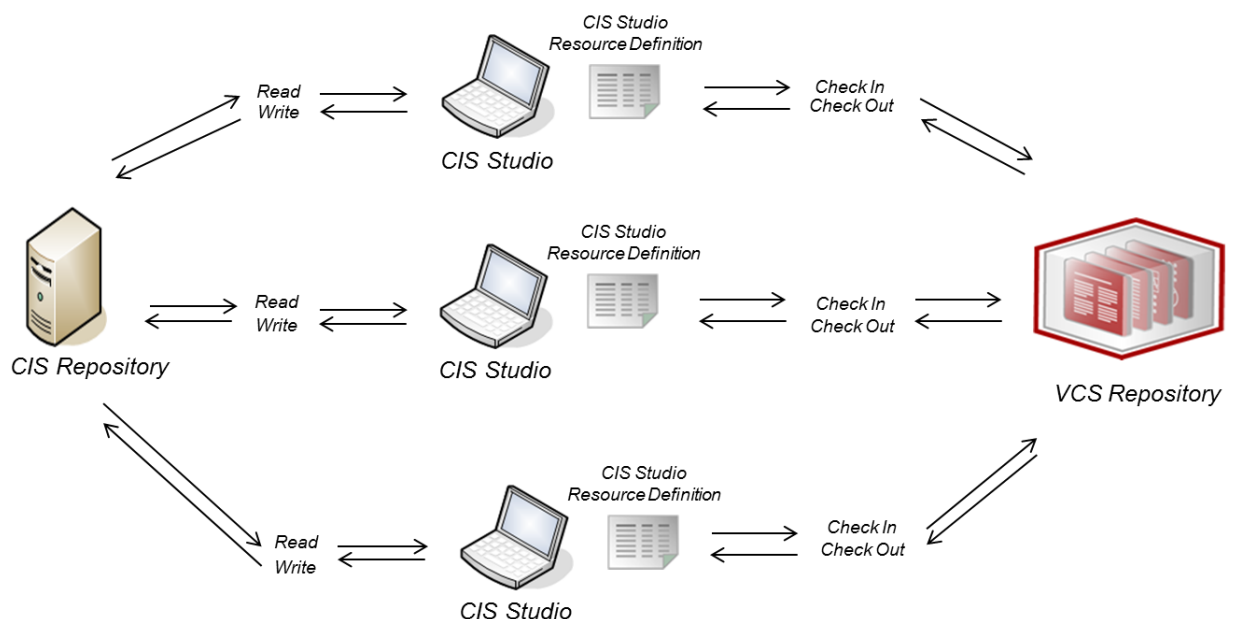 CIS Studio
Resource Definition
Read
Write
Check In
Check Out
CIS Studio
CIS Studio
Resource Definition
Read
Write
Check In
Check Out
CIS Repository
CIS Studio
VCS Repository
CIS Studio
Resource Definition
Read
Write
Check In
Check Out
CIS Studio